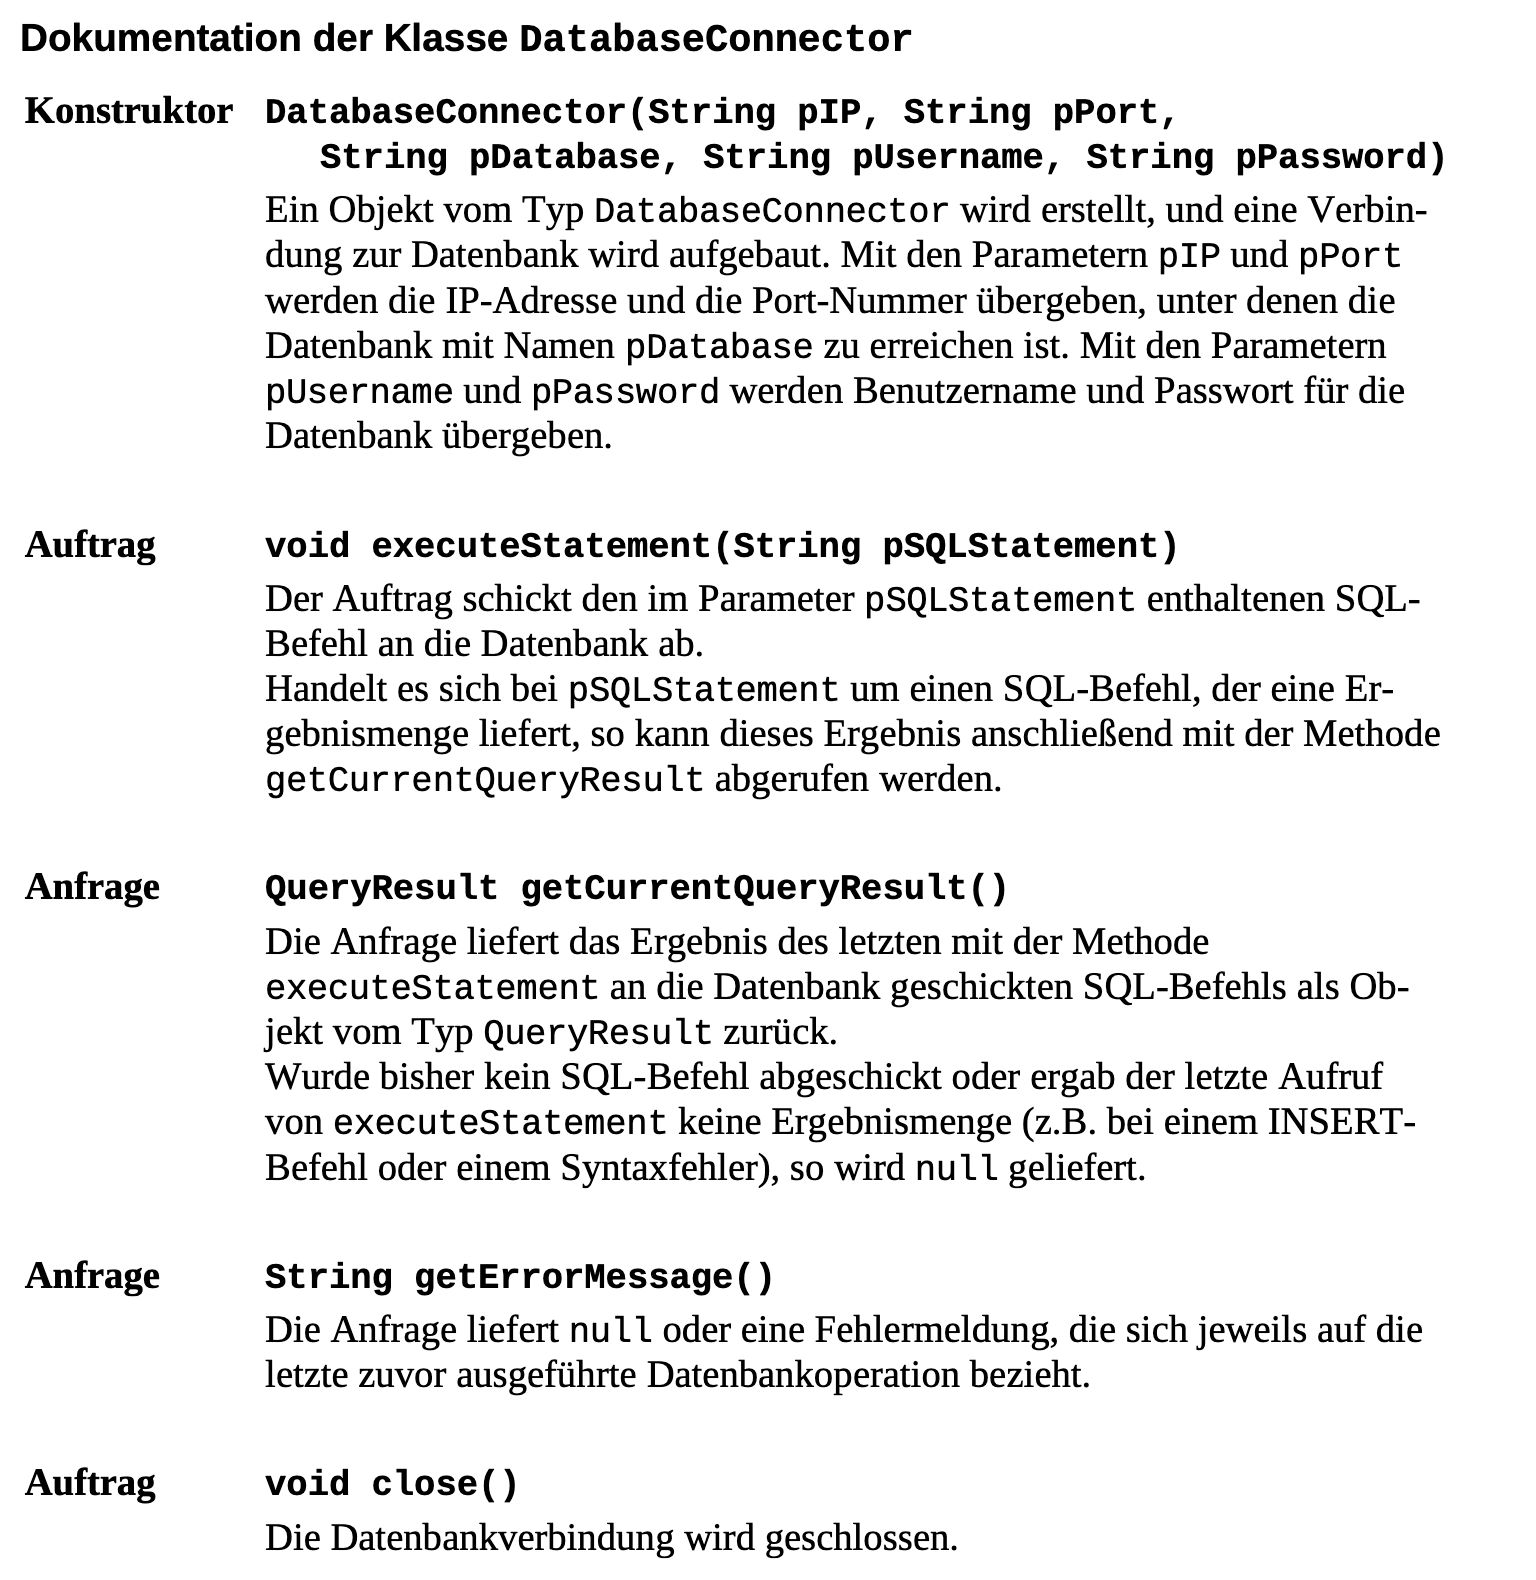 Dokumentation der Klasse DatabaseConnector
Konstruktor DatabaseConnector(String pIP, String pPort,
String pDatabase, String pUsername, String pPassword)
Ein Objekt vom Typ DatabaseConnector wird erstellt, und eine Verbin-
dung zur Datenbank wird aufgebaut. Mit den Parametern pIP und pPort
werden die IP-Adresse und die Port-Nummer übergeben, unter denen die
Datenbank mit Namen pDatabase zu erreichen ist. Mit den Parametern
pUsername und pPassword werden Benutzername und Passwort für die
Datenbank übergeben.
Auftrag void executeStatement(String pSQLStatement)
Der Auftrag schickt den im Parameter pSQLStatement enthaltenen SQL-
Befehl an die Datenbank ab.
Handelt es sich bei pSQLStatement um einen SQL-Befehl, der eine Er-
gebnismenge liefert, so kann dieses Ergebnis anschließend mit der Methode
getCurrentQueryResult abgerufen werden.
Anfrage QueryResult getCurrentQueryResult()
Die Anfrage liefert das Ergebnis des letzten mit der Methode
executeStatement an die Datenbank geschickten SQL-Befehls als Ob-
jekt vom Typ QueryResult zurück.
Wurde bisher kein SQL-Befehl abgeschickt oder ergab der letzte Aufruf
von executeStatement keine Ergebnismenge (z.B. bei einem INSERT-
Befehl oder einem Syntaxfehler), so wird null geliefert.
Anfrage String getErrorMessage()
Die Anfrage liefert null oder eine Fehlermeldung, die sich jeweils auf die
letzte zuvor ausgeführte Datenbankoperation bezieht.
Auftrag void close()
Die Datenbankverbindung wird geschlossen.